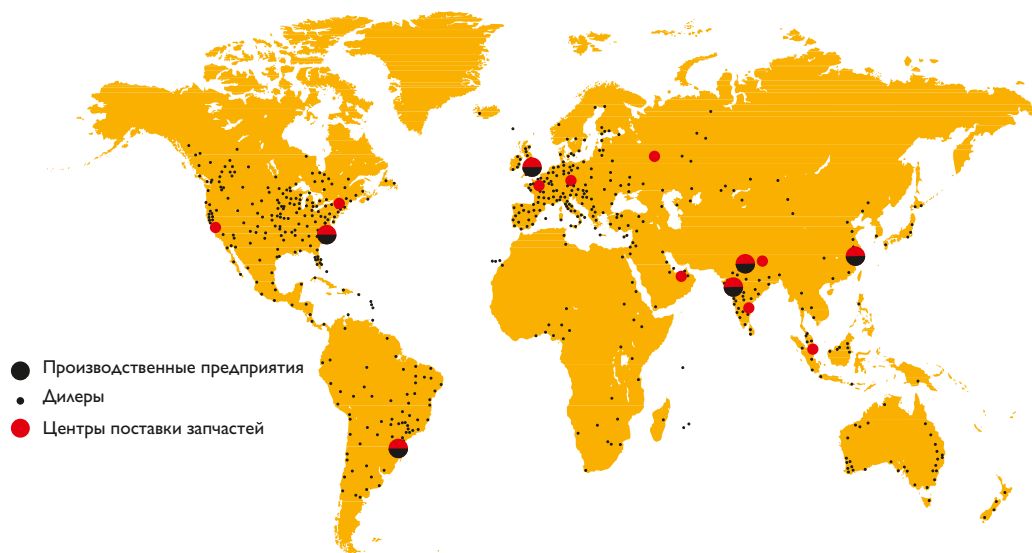 Производственные предприятия
Дилеры
Центры поставки запчастей